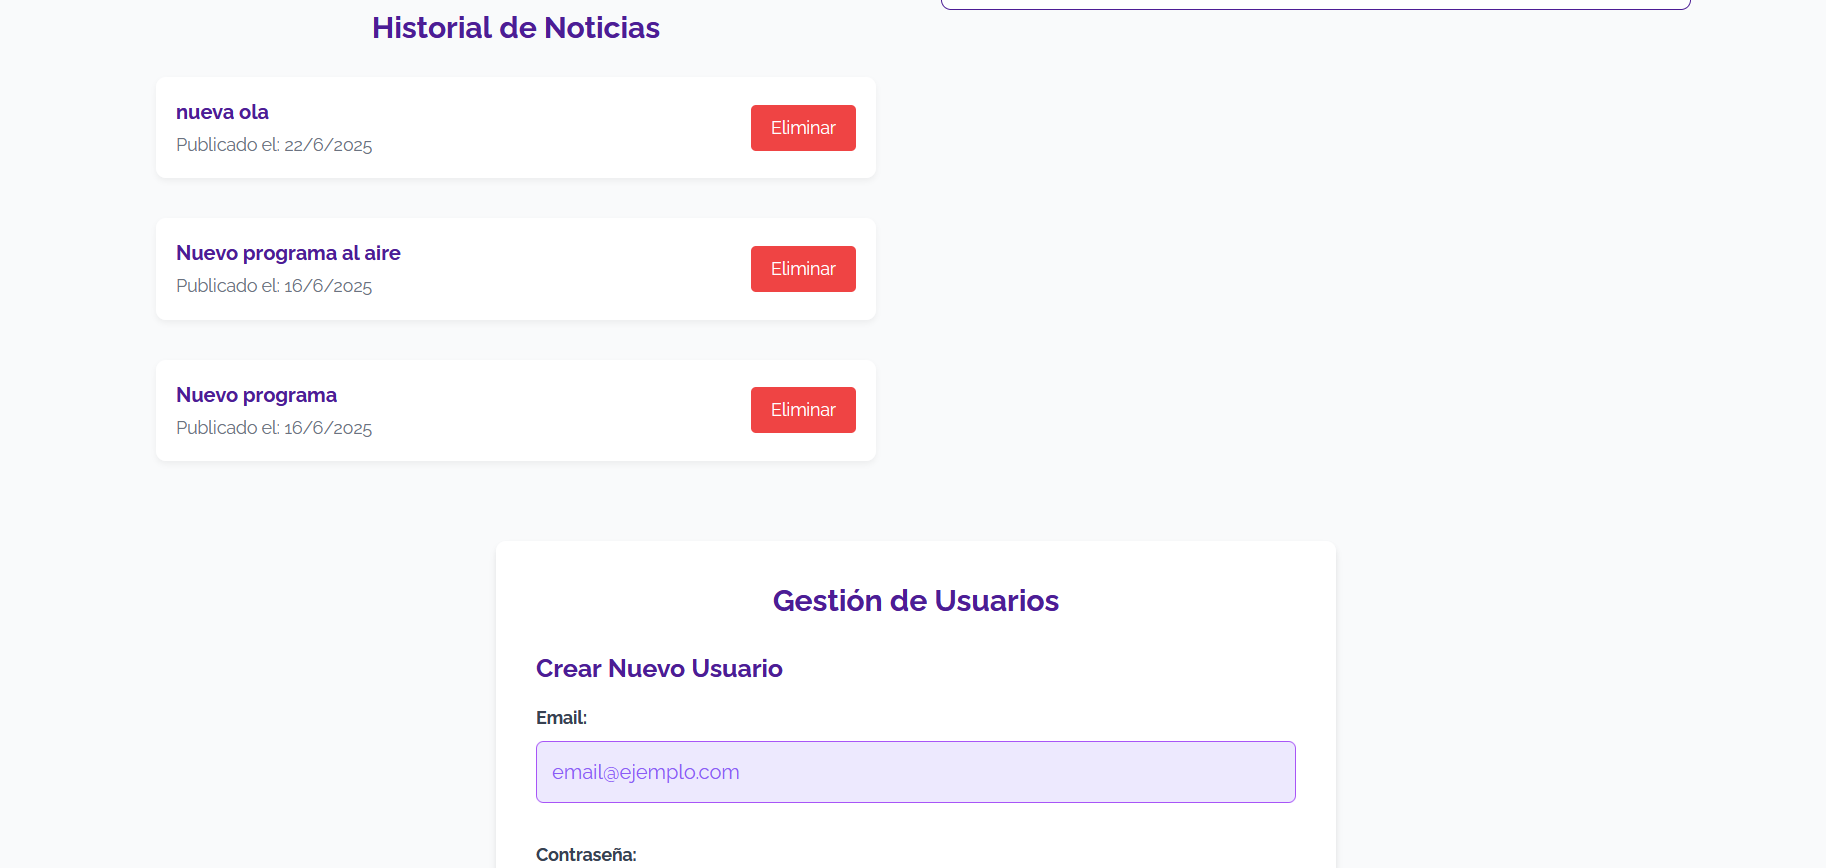 Historial de Noticias
nueva ola
Publicado el: 22/6/2025
Eliminar
Nuevo programa al aire
Publicado el: 16/6/2025
Eliminar
Nuevo programa
Publicado el: 16/6/2025
Eliminar
Gestión de Usuarios
Crear Nuevo Usuario
Email:
email@ejemplo.com
Contraseña: